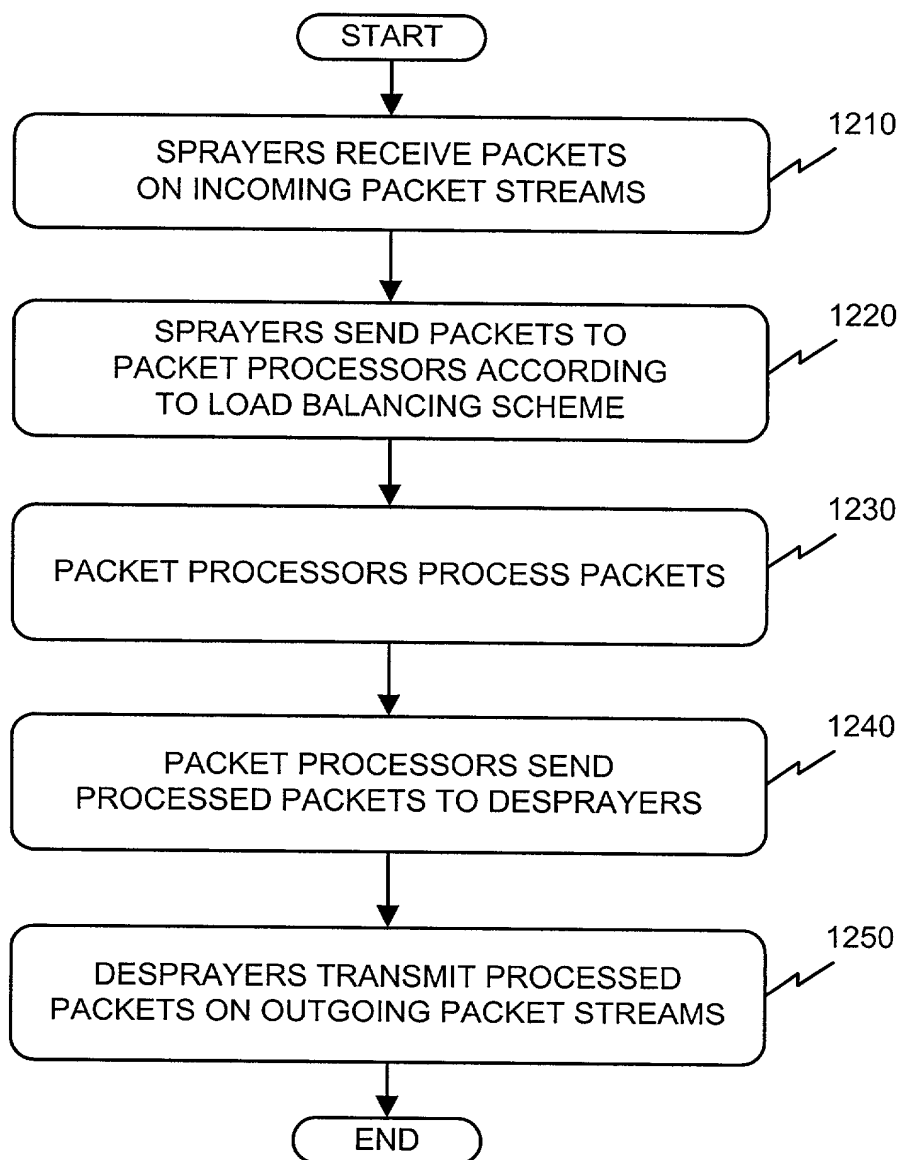 START
1210
SPRAYERS RECEIVE PACKETS
ON INCOMING PACKET STREAMS
1220
SPRAYERS SEND PACKETS TO
PACKET PROCESSORS ACCORDING
TO LOAD BALANCING SCHEME
1230
PACKET PROCESSORS PROCESS PACKETS
1240
PACKET PROCESSORS SEND
PROCESSED PACKETS TO DESPRAYERS
1250
DESPRAYERS TRANSMIT PROCESSED
PACKETS ON OUTGOING PACKET STREAMS
END